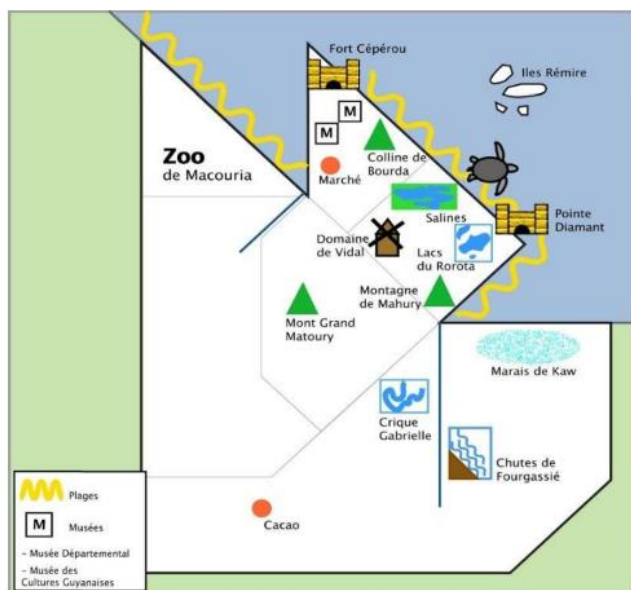 Fort Cépérou
Iles Rémire
M
M
Zoo
de Macouria
Colline de
Bourda
Marché
Salines
Pointe
Diamant
Domaine
de Vidal
Lacs
du Rorota
Montagne
de Mahury
Mont Grand
Matoury
Marais de Kaw
Crique
Gabrielle
Chutes de
Fourgassié
Cacao
Plages
M Musées
– Musée Départemental
– Musée des
Cultures Guyanaises